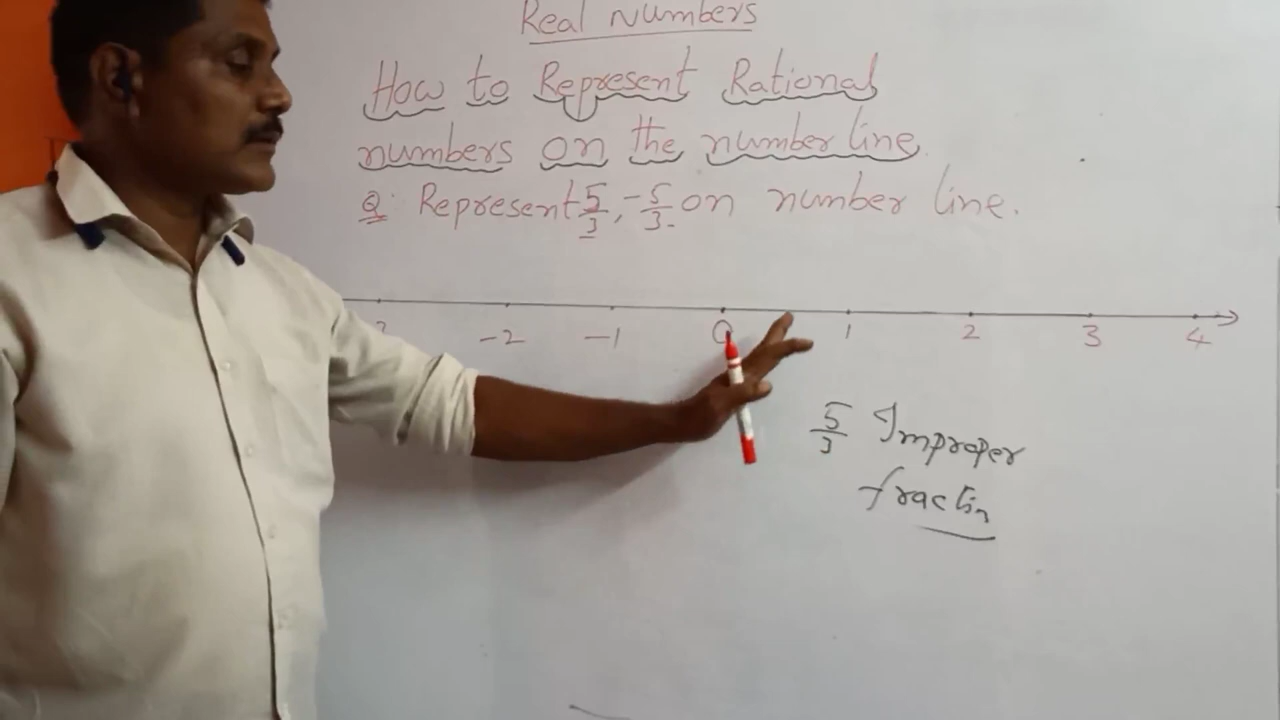 Real numbers
How to Represent Rational
numbers on the number line.
Q: Represent 5/3, -5/3 on number line.
-2 -1 0 1 2 3 4
5/3 Improper
fractin